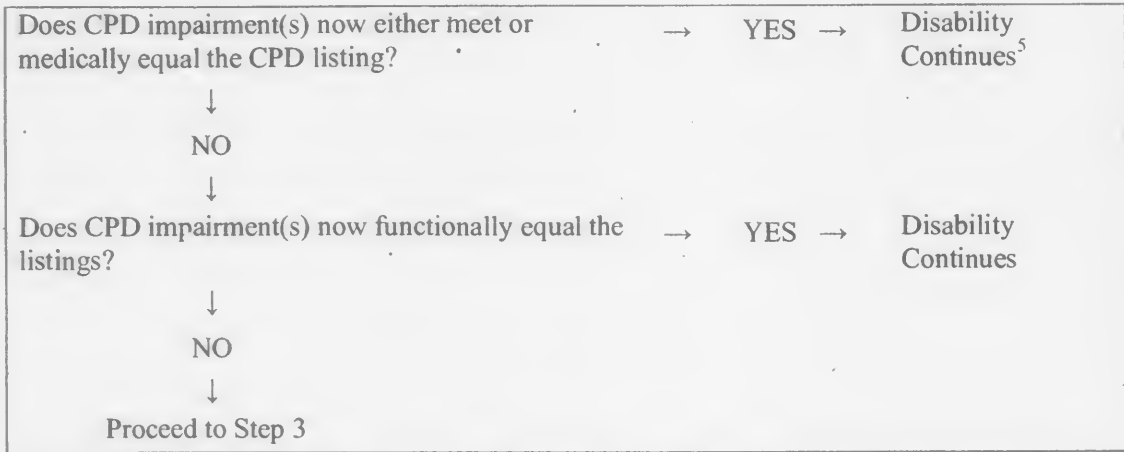 Does CPD impairment(s) now either meet or → YES → Disability
medically equal the CPD listing? Continues⁵
↓
NO
↓
Does CPD impairment(s) now functionally equal the → YES → Disability
listings? Continues
↓
NO
↓
Proceed to Step 3